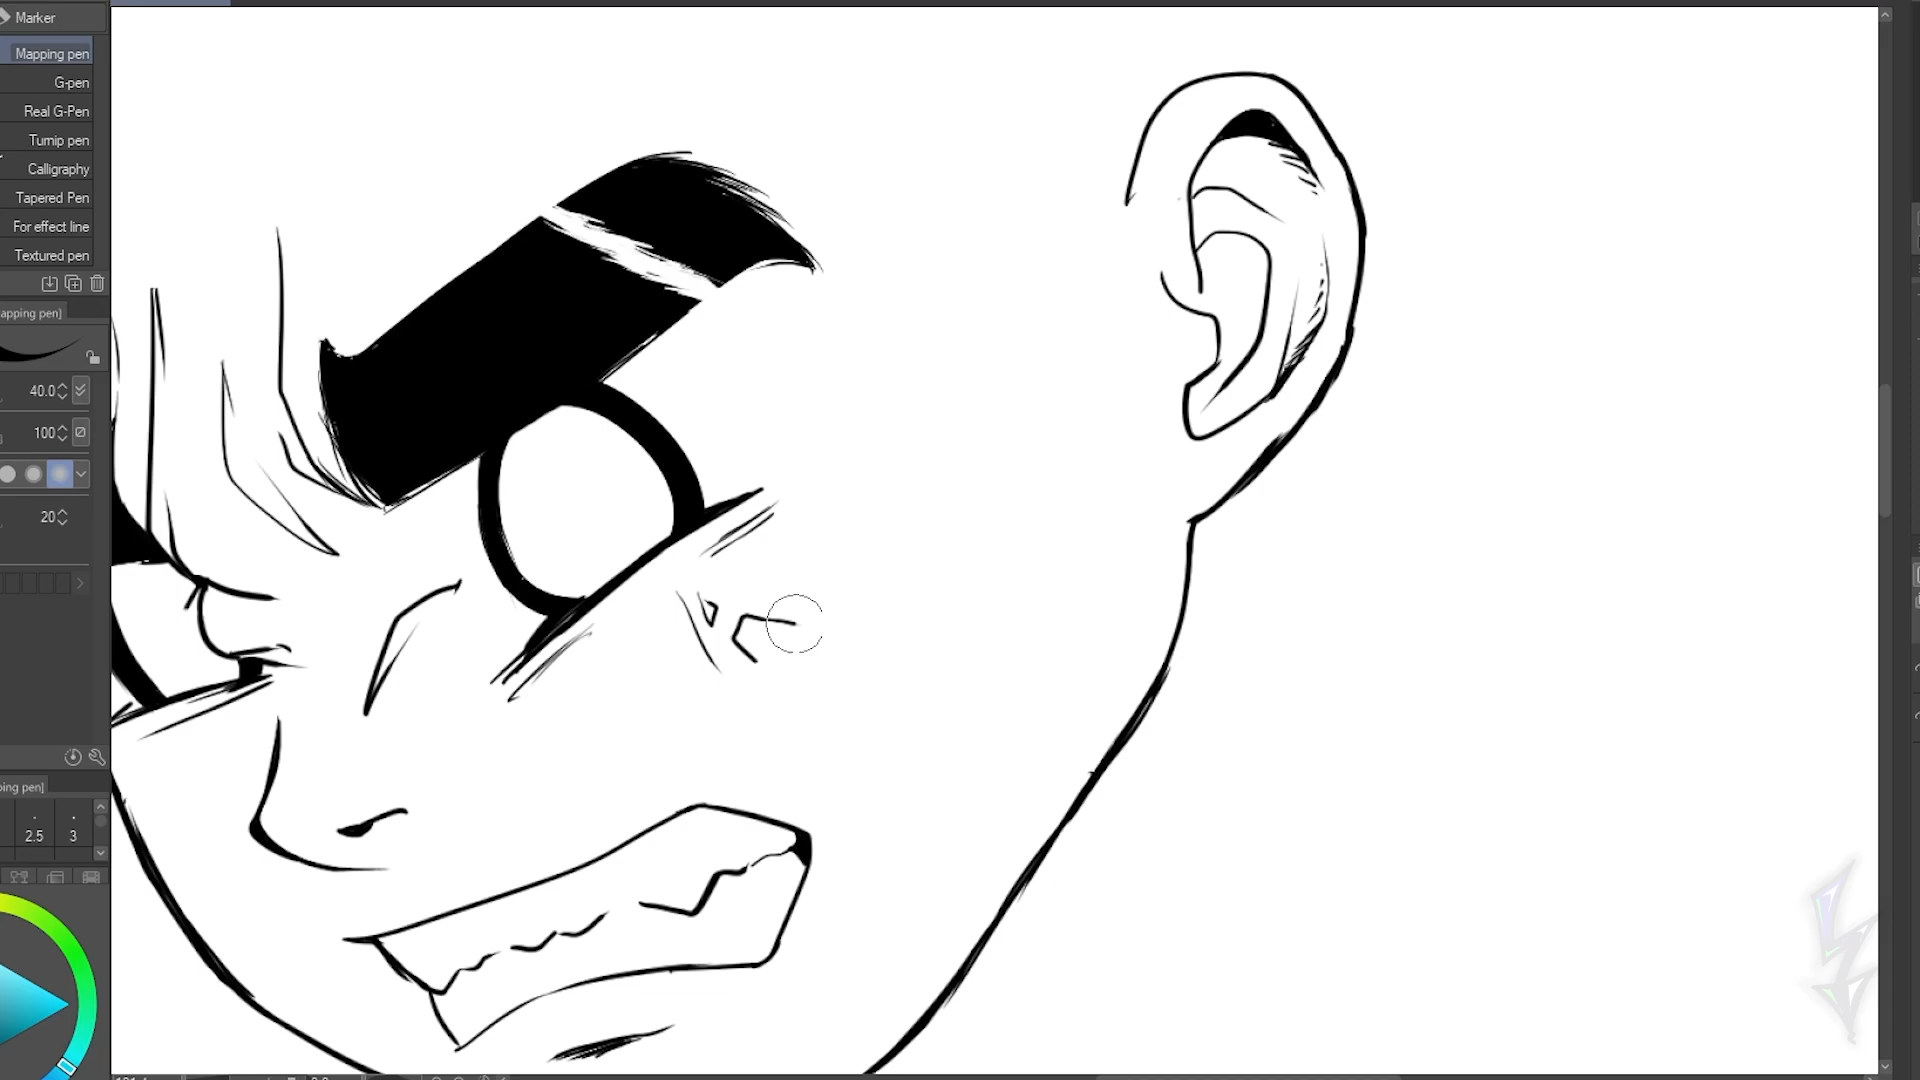 Marker
Mapping pen
G-pen
Real G-Pen
Turnip pen
Calligraphy
Tapered Pen
For effect line
Textured pen
apping pen]
40.0
100
20
ping pen]
2.5 3